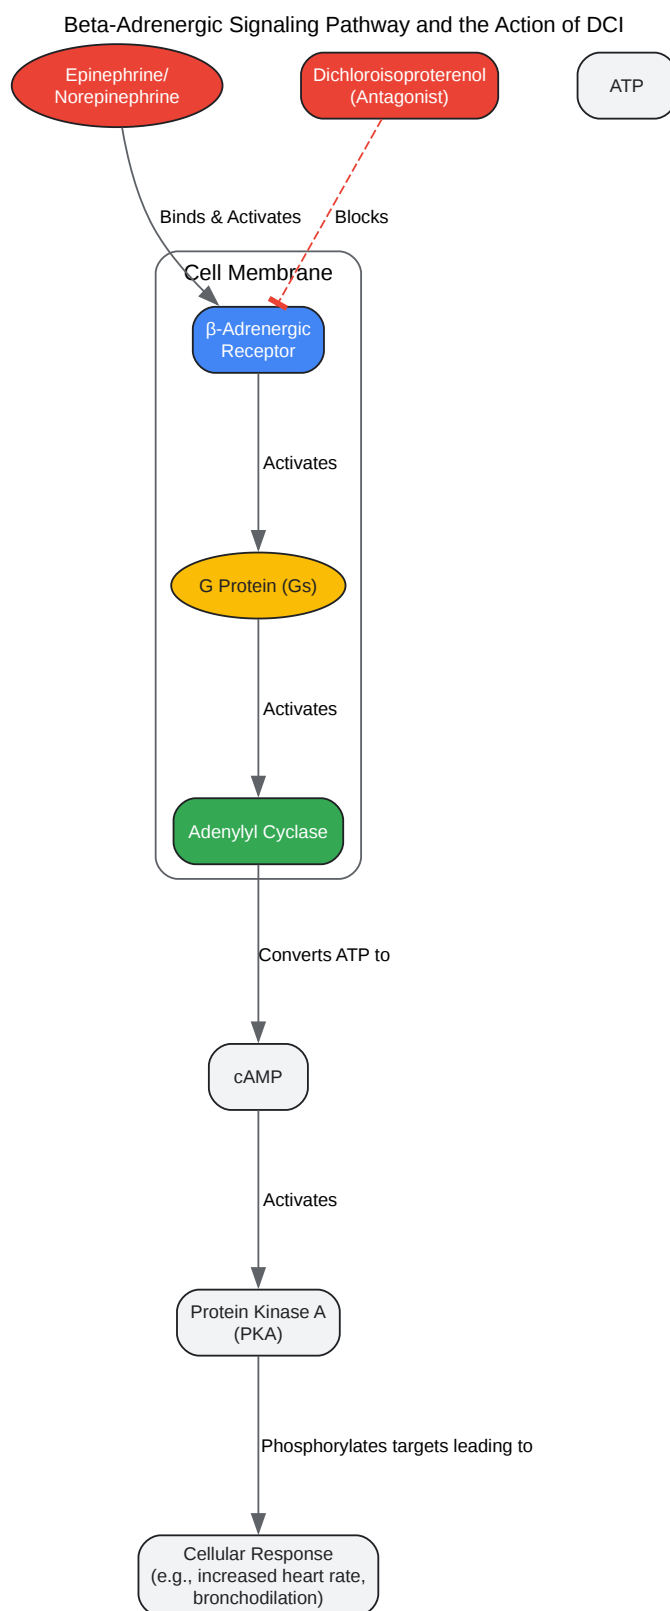 Beta-Adrenergic Signaling Pathway and the Action of DCI
Epinephrine/
Norepinephrine
Dichloroisoproterenol
(Antagonist)
ATP
Binds & Activates
Blocks
Cell Membrane
β-Adrenergic
Receptor
Activates
G Protein (Gs)
Activates
Adenylyl Cyclase
Converts ATP to
cAMP
Activates
Protein Kinase A
(PKA)
Phosphorylates targets leading to
Cellular Response
(e.g., increased heart rate,
bronchodilation)